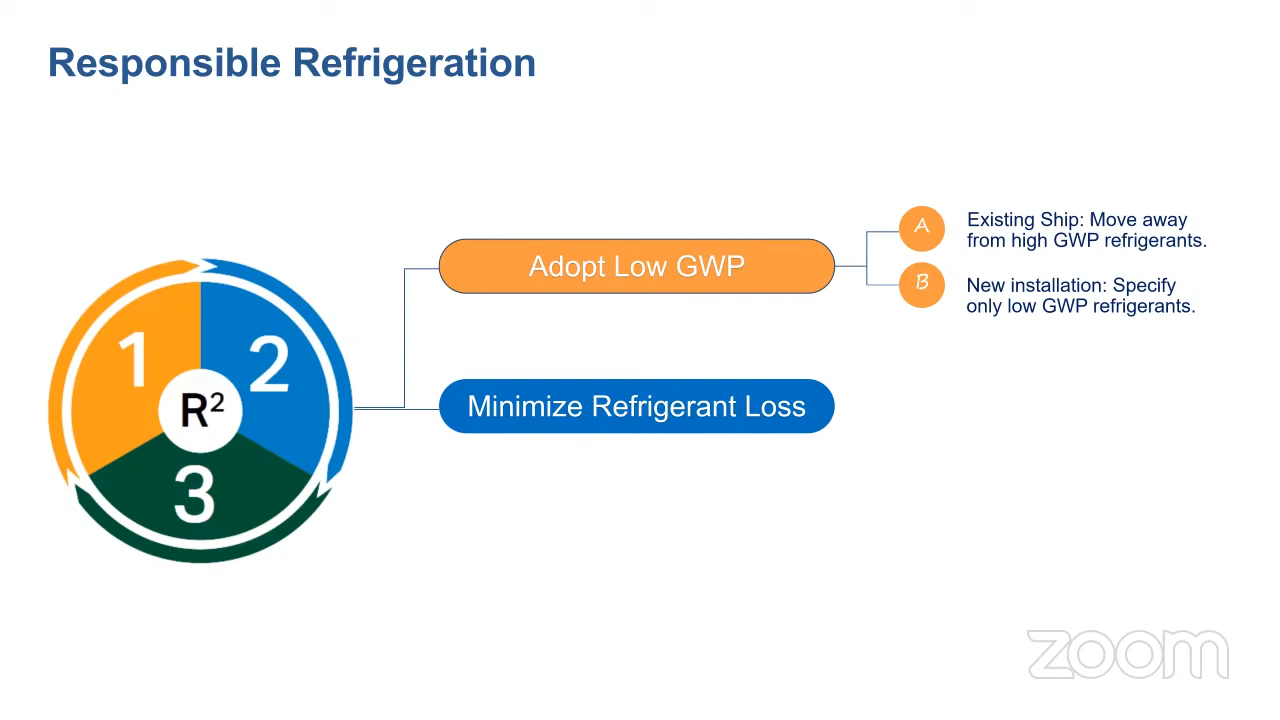 Responsible Refrigeration
1
2
R²
3
Adopt Low GWP
A
Existing Ship: Move away
from high GWP refrigerants.
B
New installation: Specify
only low GWP refrigerants.
Minimize Refrigerant Loss
zoom